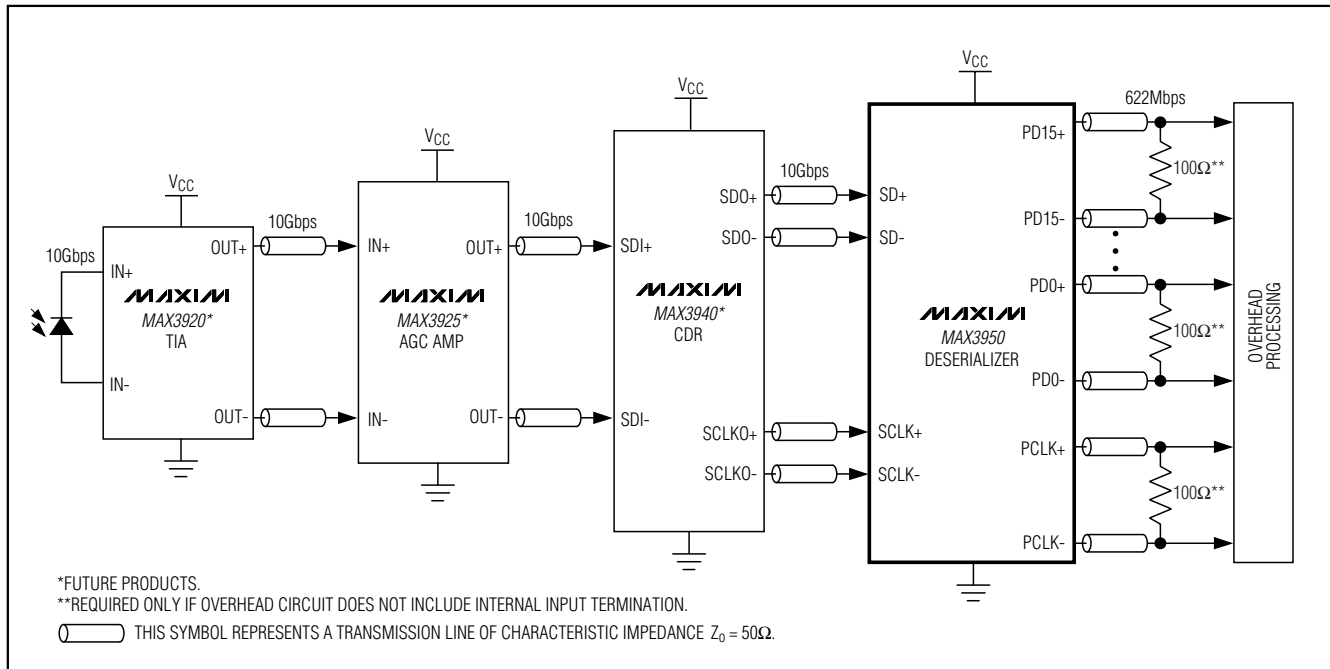 VCC
10Gbps
IN+
IN-
OUT+
OUT-
MAXIM
MAX3920*
TIA
10Gbps
VCC
IN+
IN-
OUT+
OUT-
MAXIM
MAX3925*
AGC AMP
10Gbps
VCC
SDI+
SDI-
SDO+
SDO-
MAXIM
MAX3940*
CDR
SCLKO+
SCLKO-
10Gbps
VCC
SD+
SD-
MAXIM
MAX3950
DESERIALIZER
SCLK+
SCLK-
PD15+
PD15-
PD0+
PD0-
PCLK+
PCLK-
622Mbps
100Ω**
100Ω**
100Ω**
OVERHEAD
PROCESSING
*FUTURE PRODUCTS.
**REQUIRED ONLY IF OVERHEAD CIRCUIT DOES NOT INCLUDE INTERNAL INPUT TERMINATION.
THIS SYMBOL REPRESENTS A TRANSMISSION LINE OF CHARACTERISTIC IMPEDANCE Z0 = 50Ω.